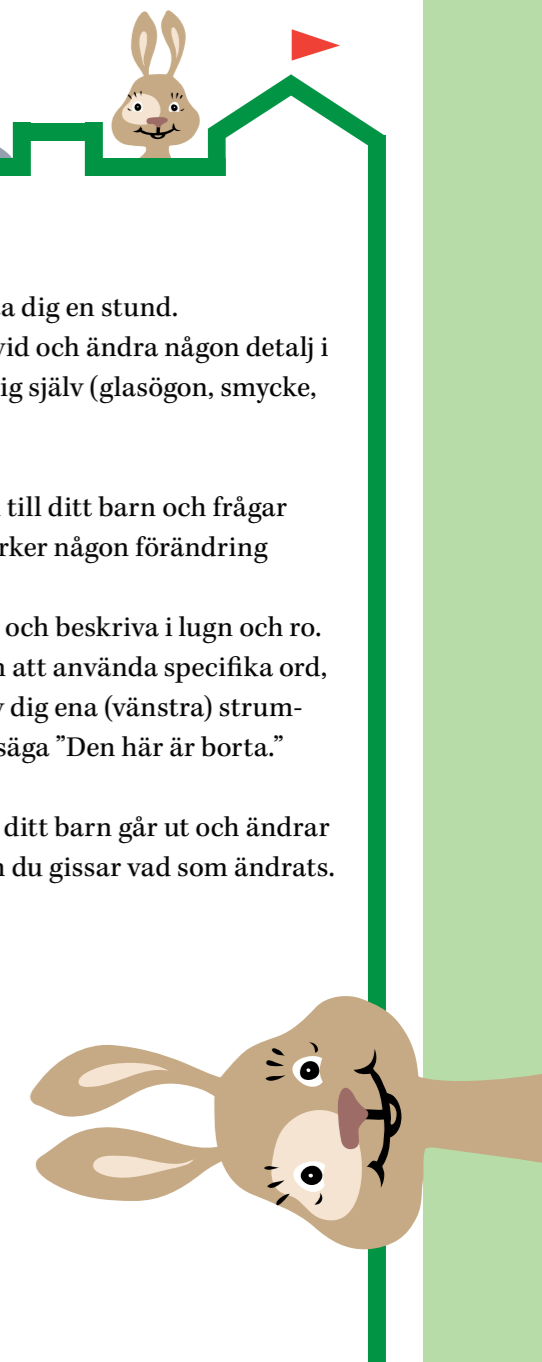 a dig en stund.
vid och ändra någon detalj i
ig själv (glasögon, smycke,
till ditt barn och frågar
rker någon förändring
och beskriva i lugn och ro.
att använda specifika ord,
dig ena (vänstra) strum-
säga ”Den här är borta.”
ditt barn går ut och ändrar
du gissar vad som ändrats.